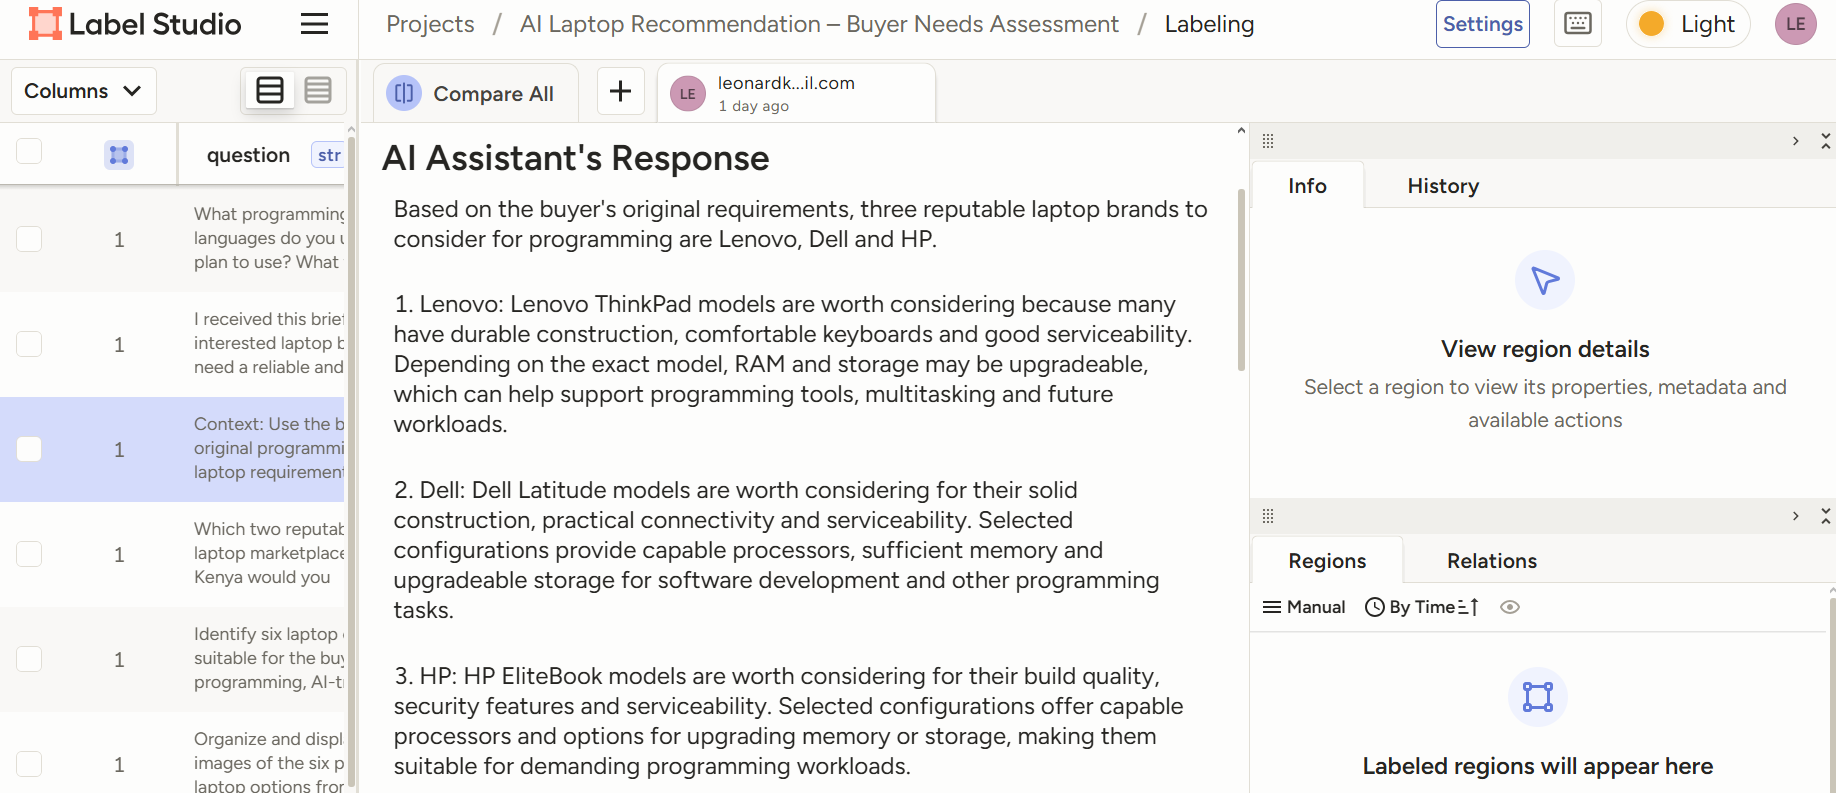 Label Studio
Projects / AI Laptop Recommendation – Buyer Needs Assessment / Labeling
Settings
Light
LE
Columns
Compare All
LE
leonardk...il.com
1 day ago
question str
1
What programming
languages do you
plan to use? What
1
I received this brief
interested laptop
need a reliable and
1
Context: Use the
original programmi
laptop requirement
1
Which two reputab
laptop marketplace
Kenya would you
1
Identify six laptop
suitable for the buy
programming, AI-tr
1
Organize and displ
images of the six p
laptop options from
AI Assistant's Response
Based on the buyer's original requirements, three reputable laptop brands to
consider for programming are Lenovo, Dell and HP.
1. Lenovo: Lenovo ThinkPad models are worth considering because many
have durable construction, comfortable keyboards and good serviceability.
Depending on the exact model, RAM and storage may be upgradeable,
which can help support programming tools, multitasking and future
workloads.
2. Dell: Dell Latitude models are worth considering for their solid
construction, practical connectivity and serviceability. Selected
configurations provide capable processors, sufficient memory and
upgradeable storage for software development and other programming
tasks.
3. HP: HP EliteBook models are worth considering for their build quality,
security features and serviceability. Selected configurations offer capable
processors and options for upgrading memory or storage, making them
suitable for demanding programming workloads.
Info
History
View region details
Select a region to view its properties, metadata and
available actions
Regions
Relations
Manual
By Time
Labeled regions will appear here